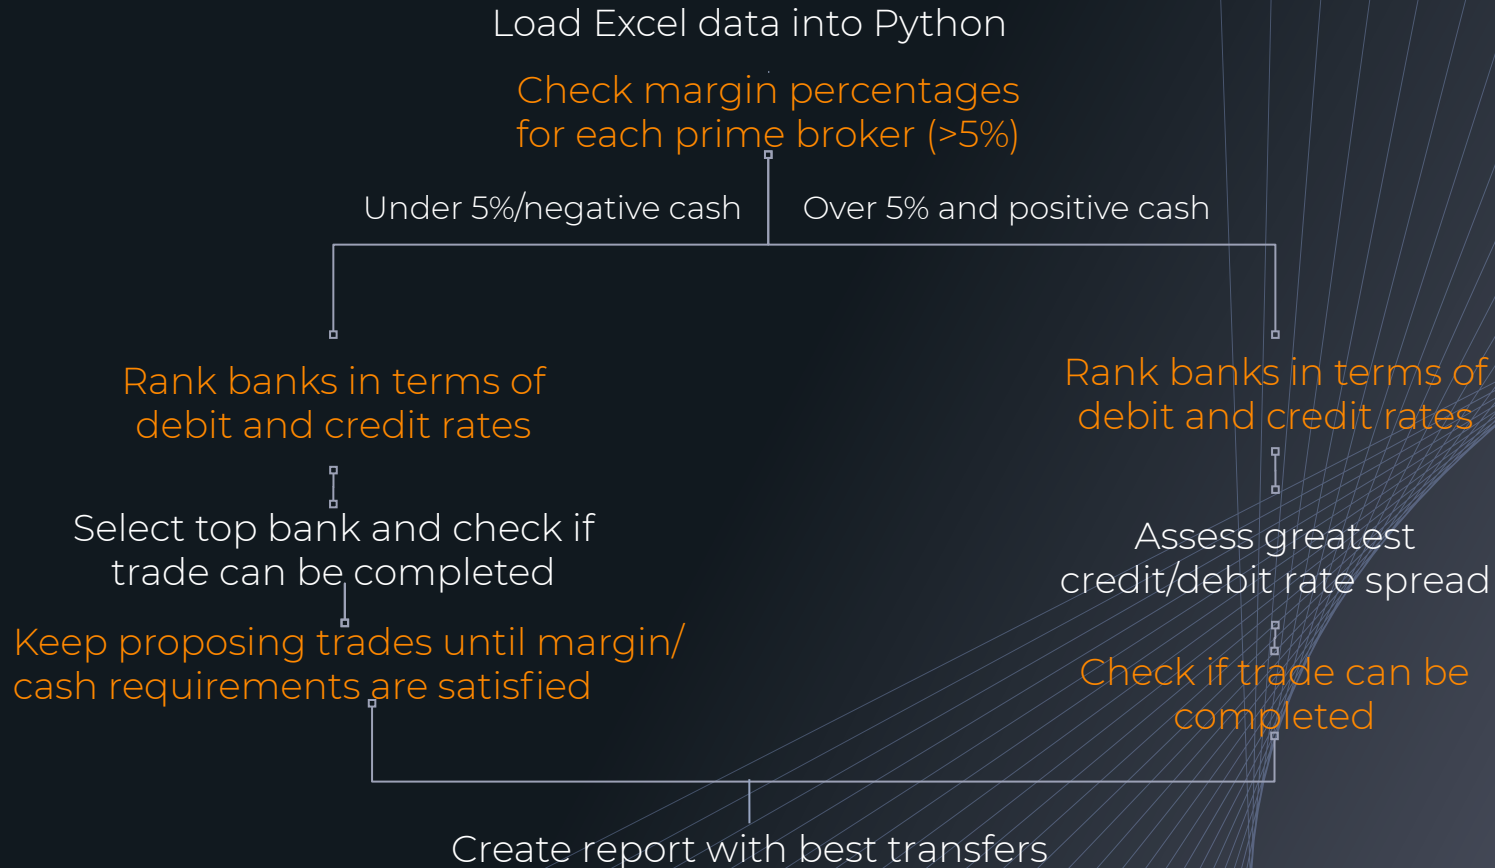 Load Excel data into Python
Check margin percentages
for each prime broker (>5%)
Under 5%/negative cash
Over 5% and positive cash
Rank banks in terms of
debit and credit rates
Select top bank and check if
trade can be completed
Keep proposing trades until margin/
cash requirements are satisfied
Rank banks in terms of
debit and credit rates
Assess greatest
credit/debit rate spread
Check if trade can be
completed
Create report with best transfers